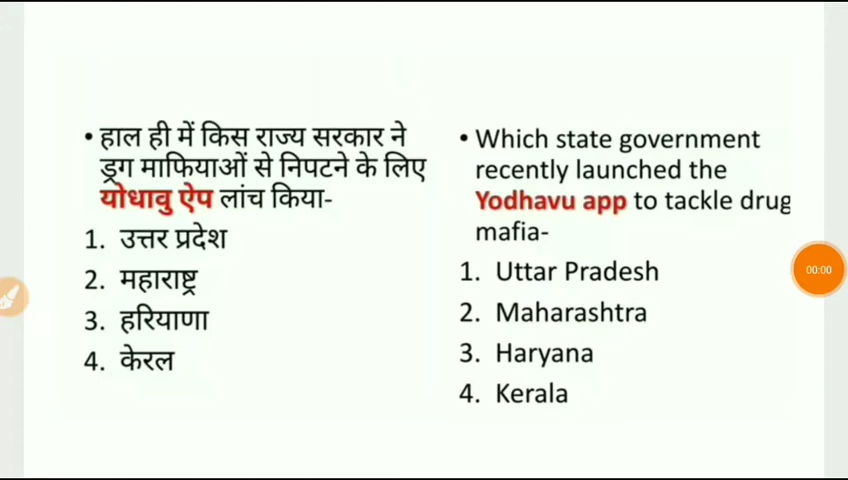 • हाल ही में किस राज्य सरकार ने
ड्रग माफियाओं से निपटने के लिए
योधावु ऐप लांच किया-
1. उत्तर प्रदेश
2. महाराष्ट्र
3. हरियाणा
4. केरल
• Which state government
recently launched the
Yodhavu app to tackle drug
mafia-
1. Uttar Pradesh
2. Maharashtra
3. Haryana
4. Kerala
00:00